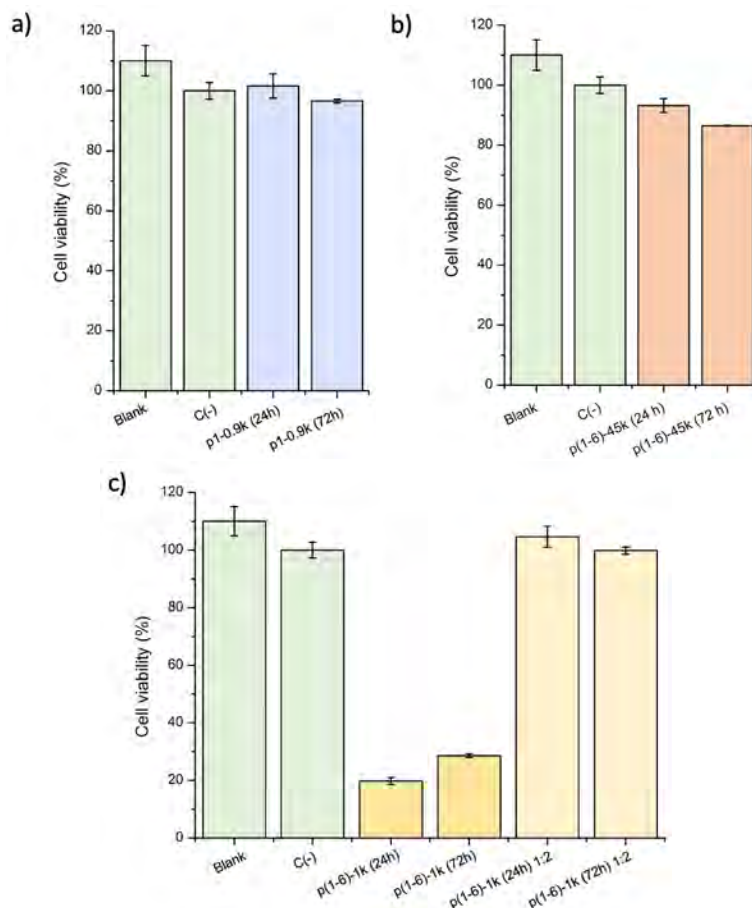 a)
Cell viability (%)
120
100
80
60
40
20
0
Blank
C(-)
p1-0.9k (24h)
p1-0.9k (72h)
b)
Cell viability (%)
120
100
80
60
40
20
0
Blank
C(-)
p(1-6)-45k (24 h)
p(1-6)-45k (72 h)
c)
Cell viability (%)
120
100
80
60
40
20
0
Blank
C(-)
p(1-6)-1k (24h)
p(1-6)-1k (72h)
p(1-6)-1k (24h) 1:2
p(1-6)-1k (72h) 1:2